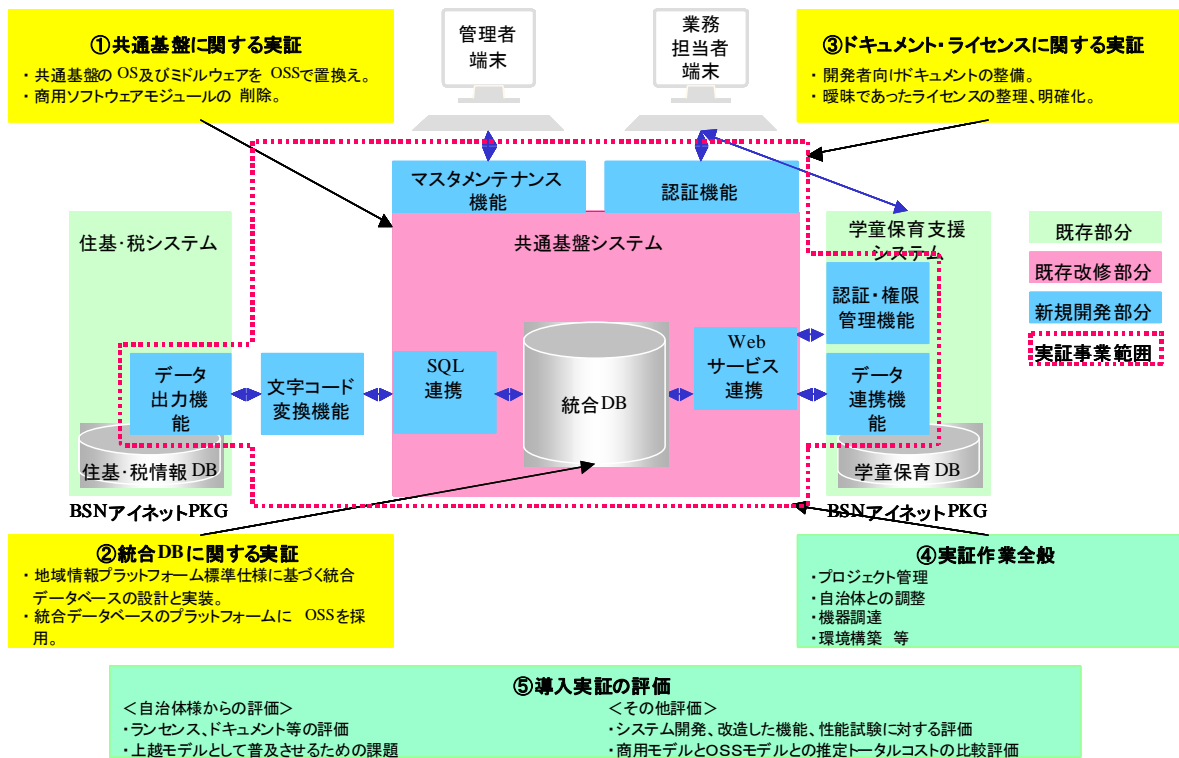 ①共通基盤に関する実証
・共通基盤の OS及びミドルウェアを OSSで置換え。
・商用ソフトウェアモジュールの 削除。
管理者
端末
業務
担当者
端末
③ドキュメント・ライセンスに関する実証
・開発者向けドキュメントの整備。
・曖昧であったライセンスの整理、明確化。
マスタメンテナンス
機能
認証機能
住基・税システム
共通基盤システム
学童保育支援
システム
既存部分
既存改修部分
新規開発部分
実証事業範囲
認証・権限
管理機能
データ
出力機
能
文字コード
変換機能
SQL
連携
統合DB
Web
サービス
連携
データ
連携機
能
住基・税情報DB
学童保育DB
BSNアイネットPKG
BSNアイネットPKG
②統合DBに関する実証
・地域情報プラットフォーム標準仕様に基づく統合
データベースの設計と実装。
・統合データベースのプラットフォームに OSSを採
用。
④実証作業全般
・プロジェクト管理
・自治体との調整
・機器調達
・環境構築 等
⑤導入実証の評価
＜自治体様からの評価＞
・ランセンス、ドキュメント等の評価
・上越モデルとして普及させるための課題
＜その他評価＞
・システム開発、改造した機能、性能試験に対する評価
・商用モデルとOSSモデルとの推定トータルコストの比較評価